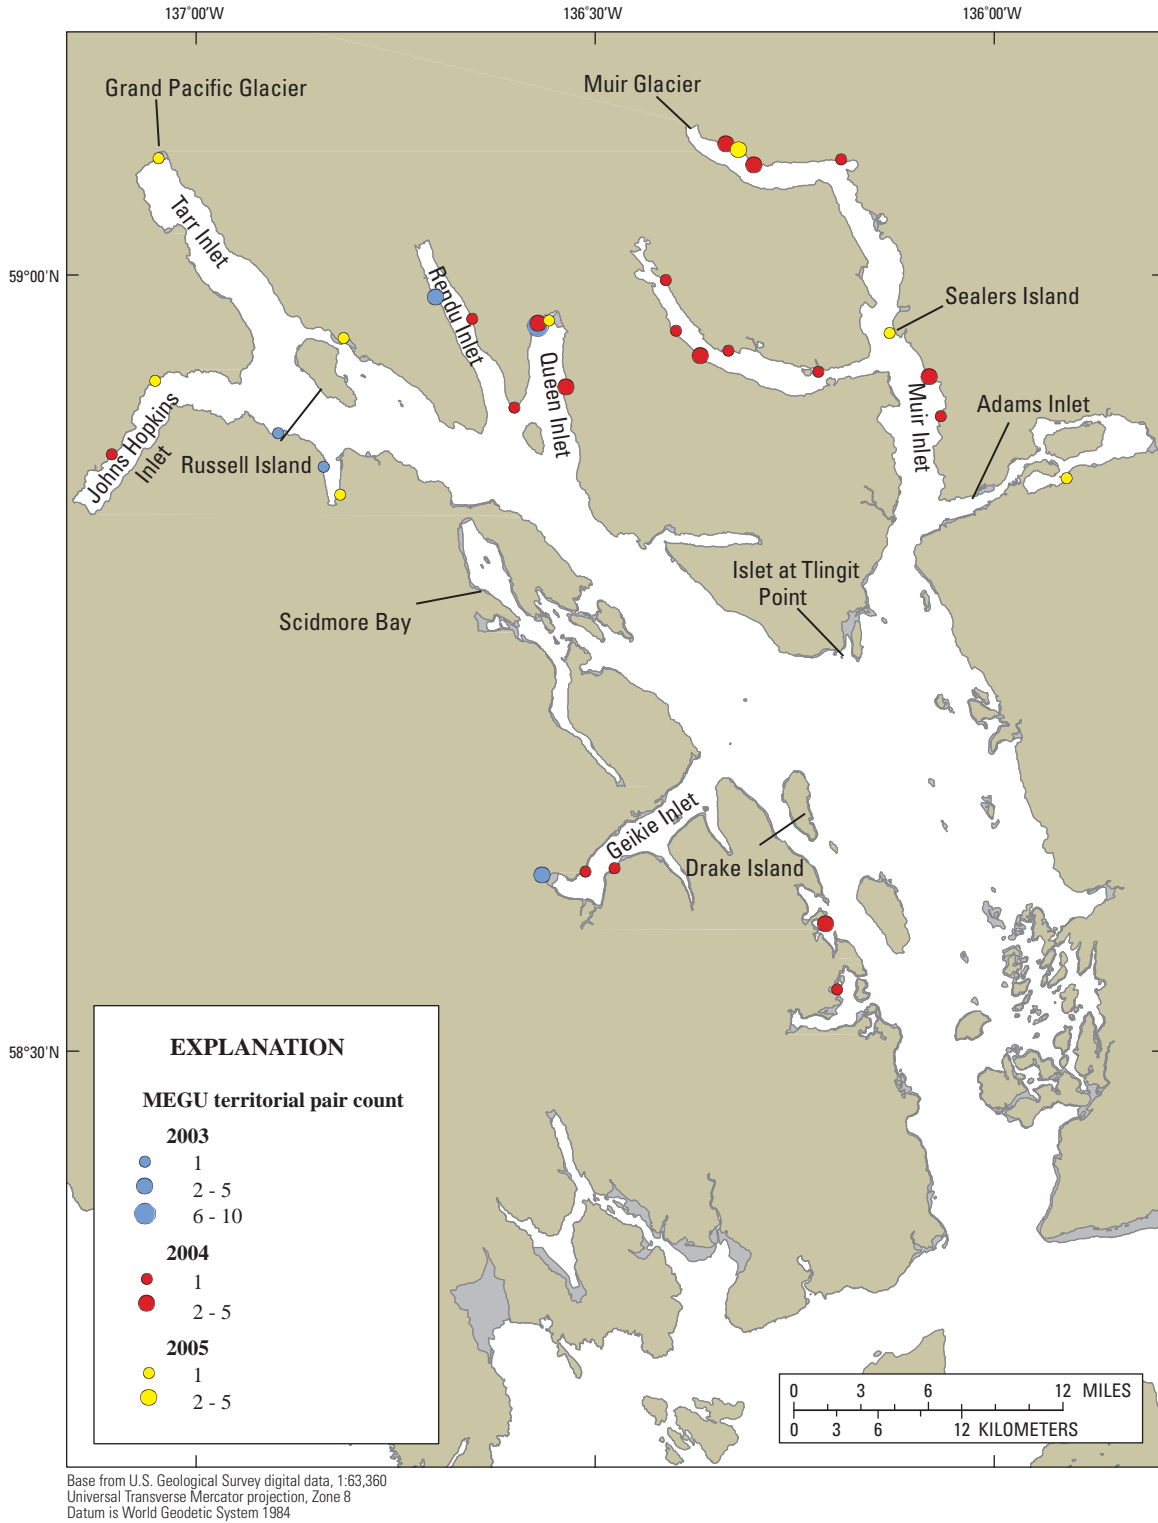 137°00'W
136°30'W
136°00'W
Grand Pacific Glacier
Muir Glacier
Tarr Inlet
59°00'N
Rendu Inlet
Sealers Island
Queen Inlet
Muir Inlet
Adams Inlet
Johns Hopkins
Inlet
Russell Island
Islet at Tlingit
Point
Scidmore Bay
Geikie Inlet
Drake Island
58°30'N
EXPLANATION
MEGU territorial pair count
2003
1
2 - 5
6 - 10
2004
1
2 - 5
2005
1
2 - 5
0 3 6 12 MILES
0 3 6 12 KILOMETERS
Base from U.S. Geological Survey digital data, 1:63,360
Universal Transverse Mercator projection, Zone 8
Datum is World Geodetic System 1984